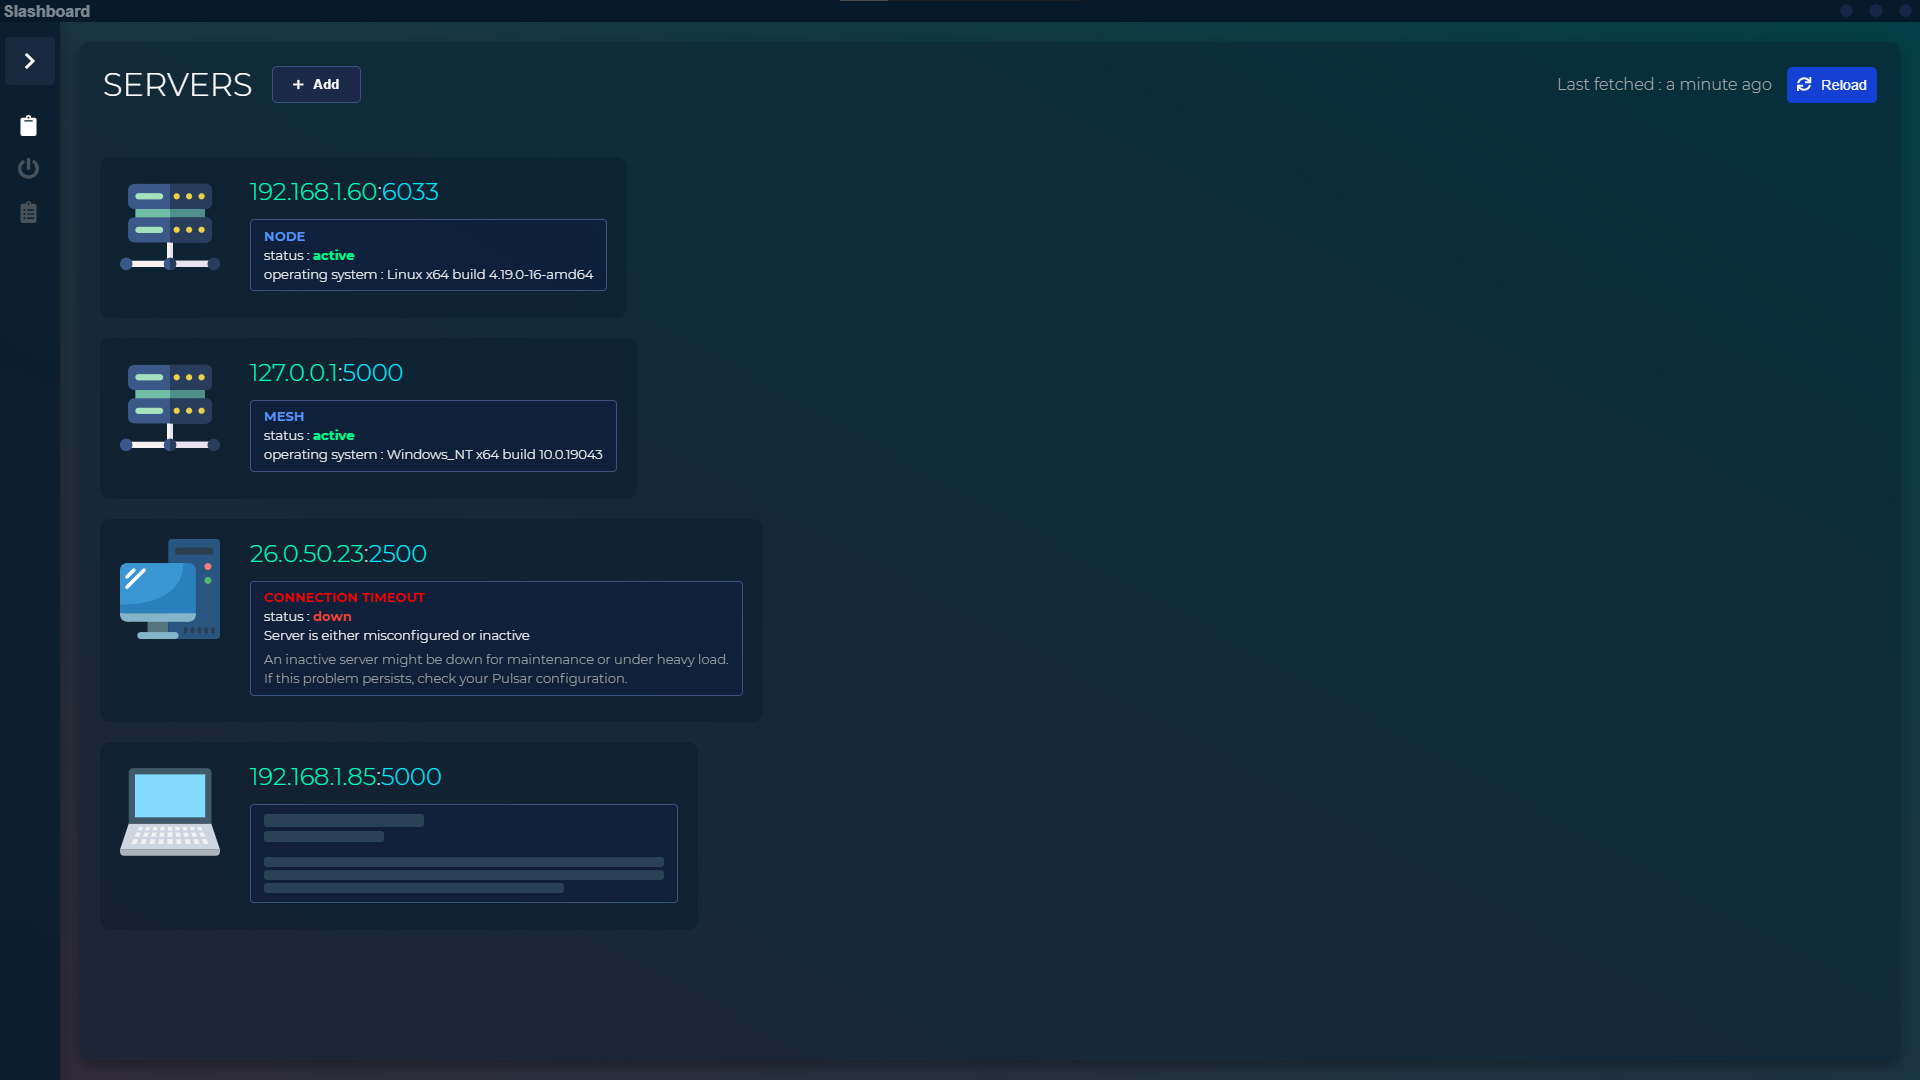 Slashboard
SERVERS
+ Add
Last fetched : a minute ago
Reload
192.168.1.60:6033
NODE
status : active
operating system : Linux x64 build 4.19.0-16-amd64
127.0.0.1:5000
MESH
status : active
operating system : Windows_NT x64 build 10.0.19043
26.0.50.23:2500
CONNECTION TIMEOUT
status : down
Server is either misconfigured or inactive
An inactive server might be down for maintenance or under heavy load.
If this problem persists, check your Pulsar configuration.
192.168.1.85:5000